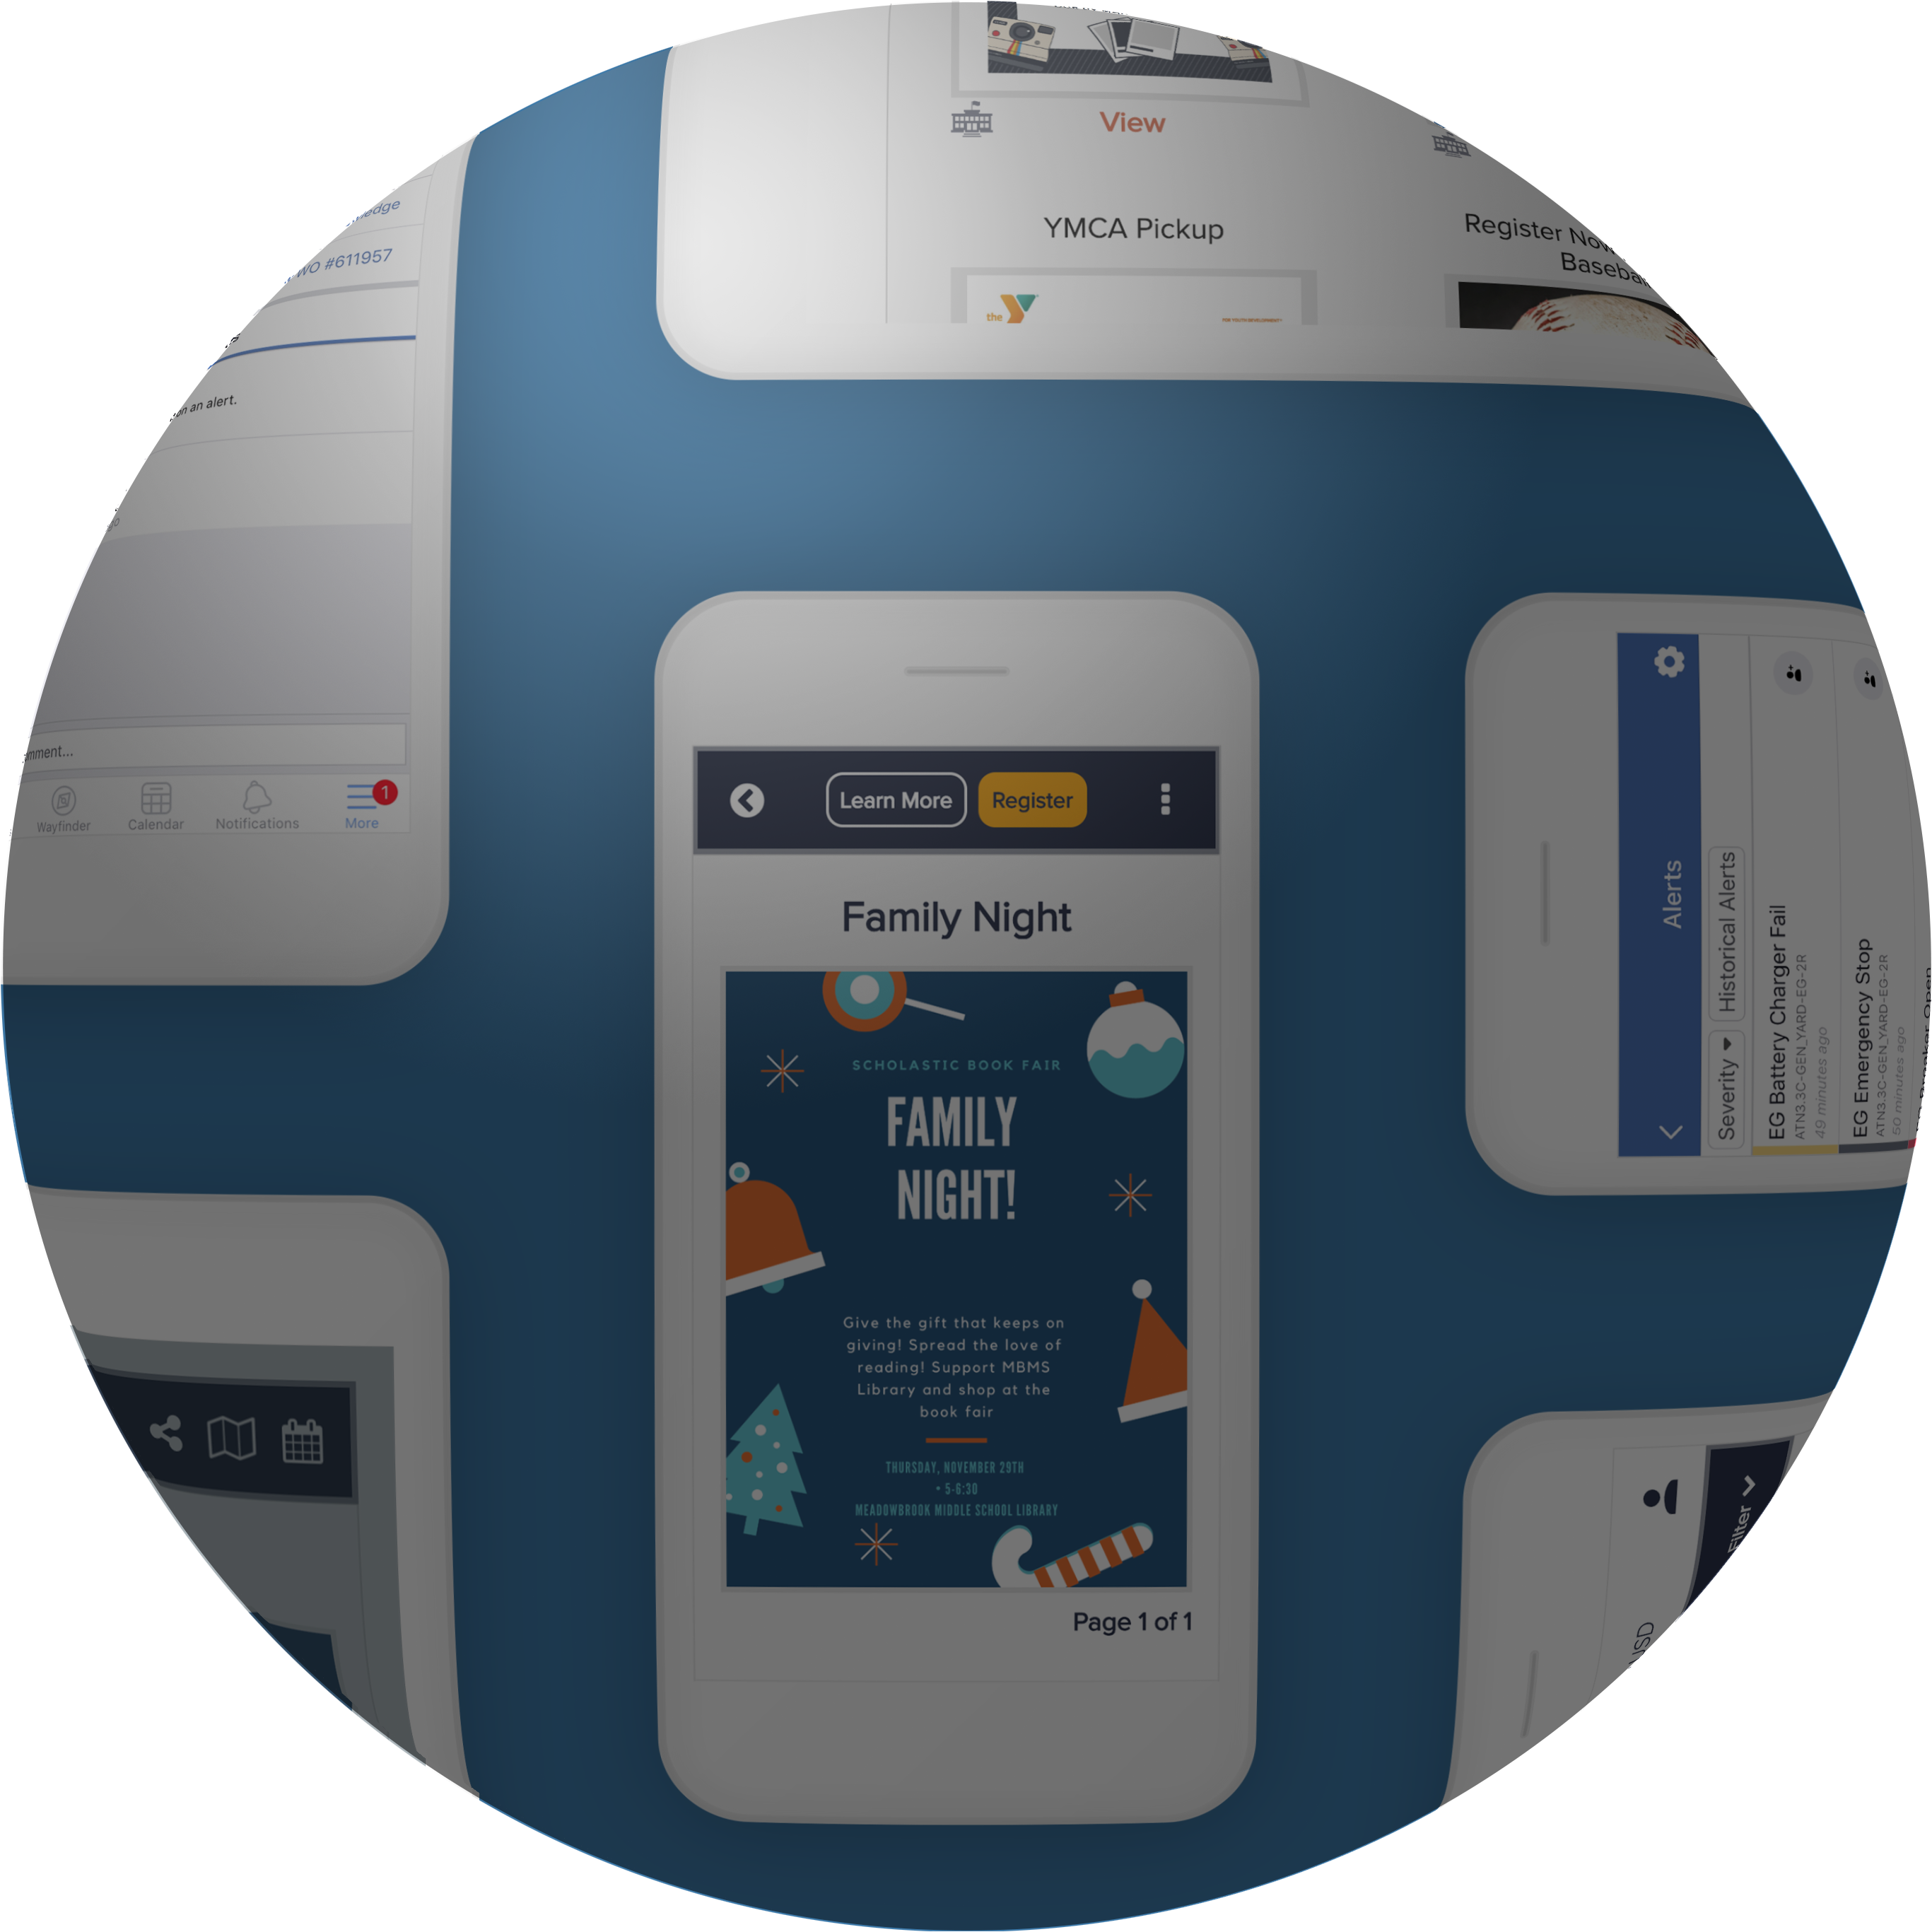 View
YMCA Pickup
Register Now
the
FOR YOUTH DEVELOPMENT
WO #611957
on an alert.
Wayfinder
Calendar
Notifications
More
1
Learn More
Register
Family Night
SCHOLASTIC BOOK FAIR
FAMILY
NIGHT!
Give the gift that keeps on
giving! Spread the love of
reading! Support MBMS
Library and shop at the
book fair
THURSDAY, NOVEMBER 29TH
• 5-6:30
MEADOWBROOK MIDDLE SCHOOL LIBRARY
Page 1 of 1
Alerts
Severity
Historical Alerts
EG Battery Charger Fail
ATN3.3C-GEN_YARD-EG-2R
49 minutes ago
EG Emergency Stop
ATN3.3C-GEN_YARD-EG-2R
50 minutes ago
Filter